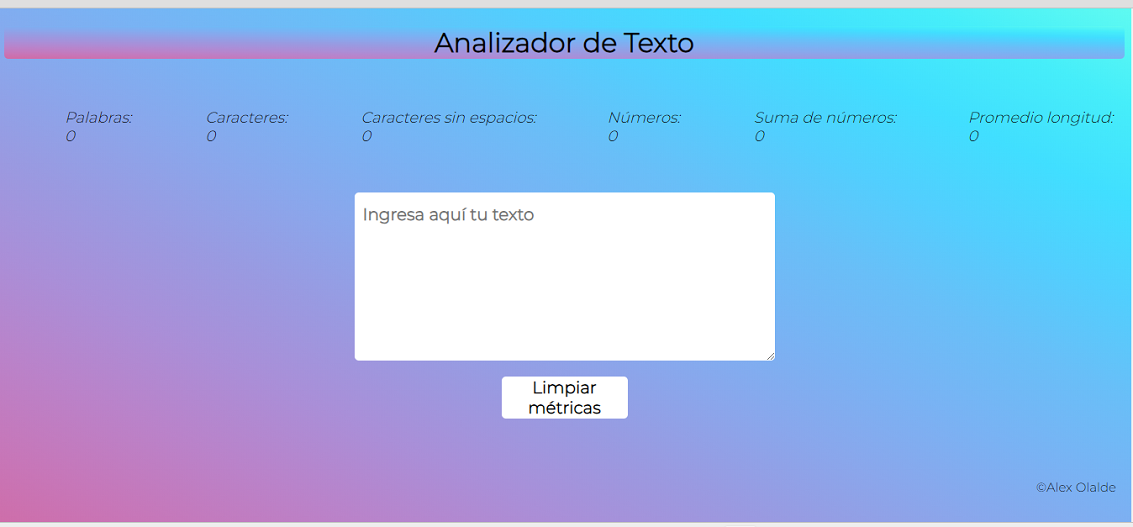 Analizador de Texto
Palabras: Caracteres: Caracteres sin espacios: Números: Suma de números: Promedio longitud:
0 0 0 0 0 0
Ingresa aquí tu texto
Limpiar
métricas
©Alex Olalde